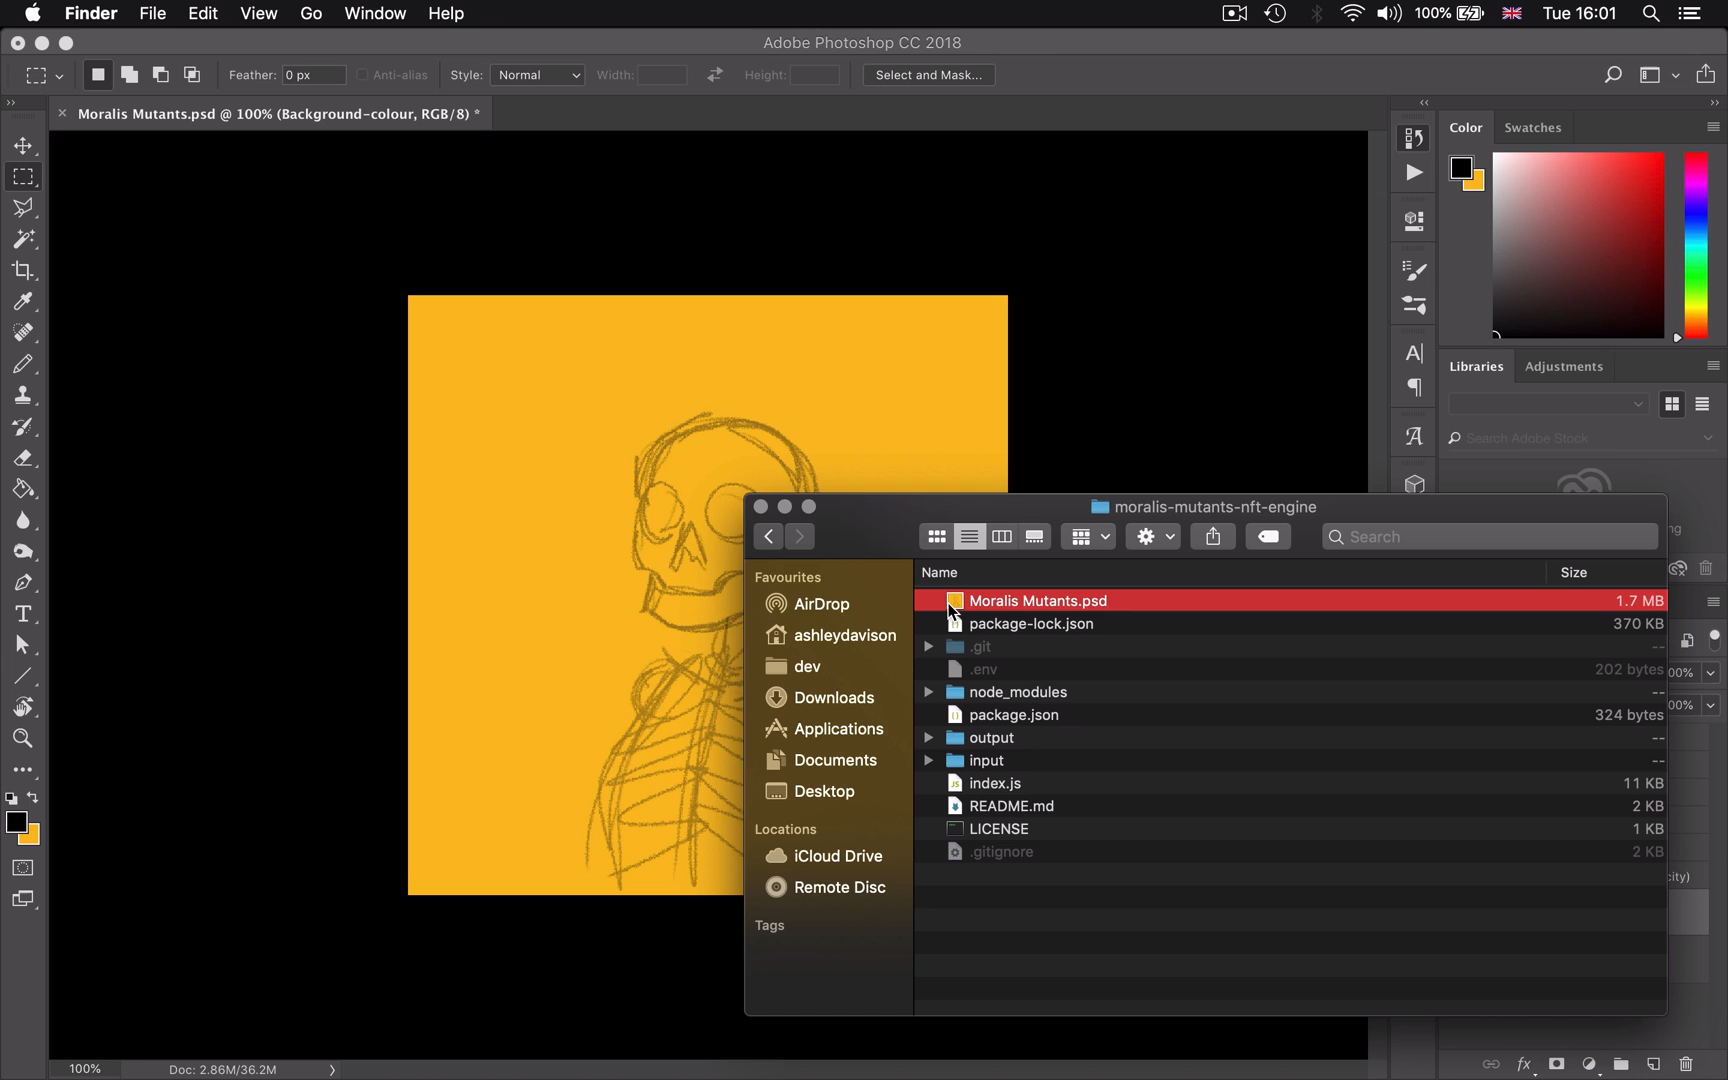 Finder File Edit View Go Window Help 100% Tue 16:01
Adobe Photoshop CC 2018
Feather: 0 px Anti-alias Style: Normal Width: Height: Select and Mask...
Moralis Mutants.psd @ 100% (Background-colour, RGB/8) *
Color Swatches
Libraries Adjustments
Search Adobe Stock
moralis-mutants-nft-engine
Search
Favourites
AirDrop
ashleydavison
dev
Downloads
Applications
Documents
Desktop
Locations
iCloud Drive
Remote Disc
Tags
Name Size
Moralis Mutants.psd 1.7 MB
package-lock.json 370 KB
.git --
.env 202 bytes
node_modules --
package.json 324 bytes
output --
input --
index.js 11 KB
README.md 2 KB
LICENSE 1 KB
.gitignore 2 KB
ng
00%
00%
city)
100% Doc: 2.86M/36.2M